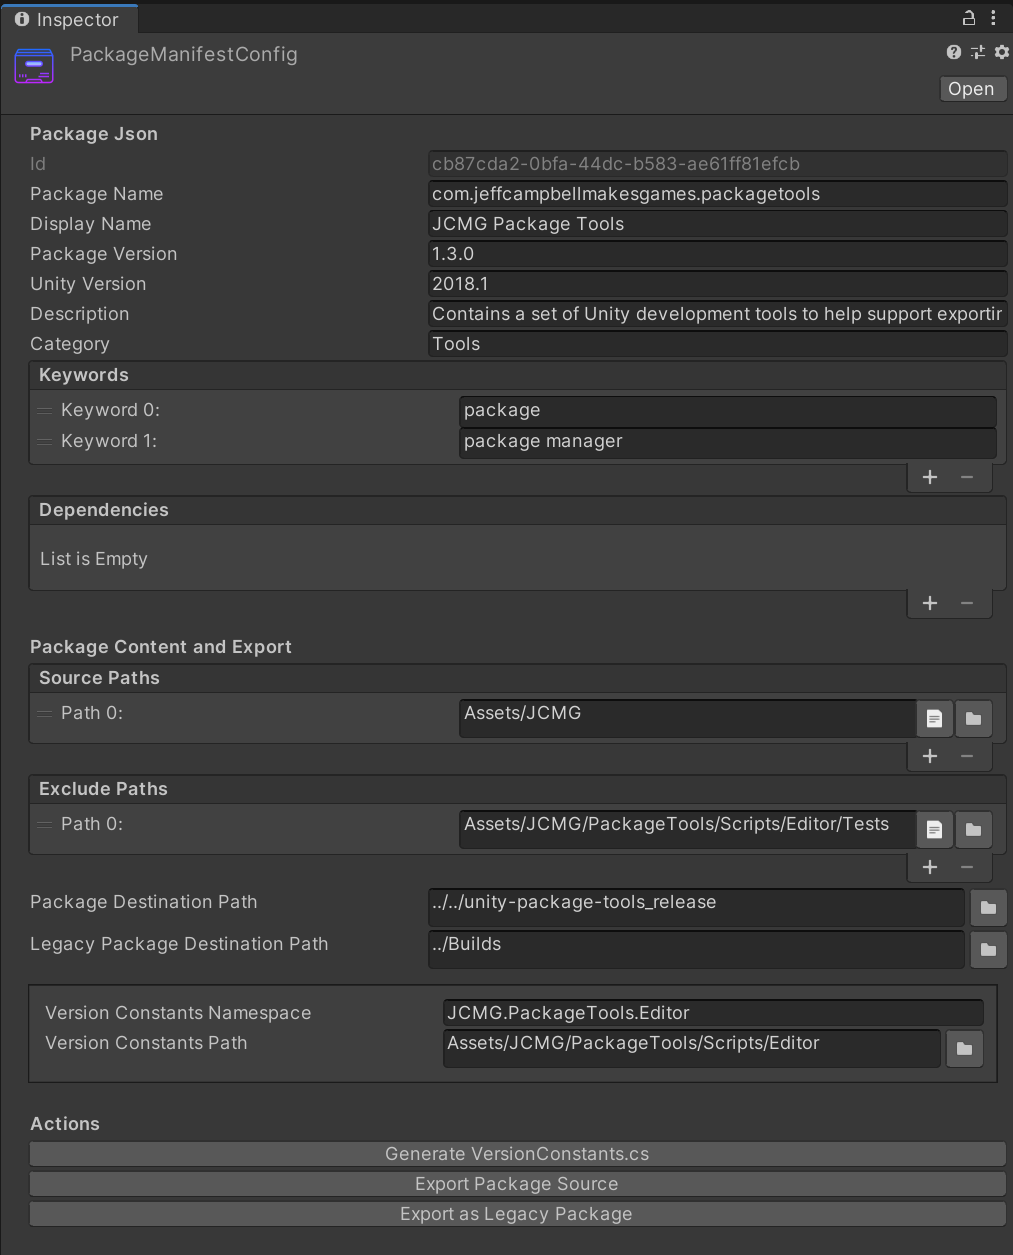 Inspector
PackageManifestConfig
Open
Package Json
Id cb87cda2-0bfa-44dc-b583-ae61ff81efcb
Package Name com.jeffcampbellmakesgames.packagetools
Display Name JCMG Package Tools
Package Version 1.3.0
Unity Version 2018.1
Description Contains a set of Unity development tools to help support exportir
Category Tools
Keywords
Keyword 0: package
Keyword 1: package manager
Dependencies
List is Empty
Package Content and Export
Source Paths
Path 0: Assets/JCMG
Exclude Paths
Path 0: Assets/JCMG/PackageTools/Scripts/Editor/Tests
Package Destination Path ../../unity-package-tools_release
Legacy Package Destination Path ../Builds
Version Constants Namespace JCMG.PackageTools.Editor
Version Constants Path Assets/JCMG/PackageTools/Scripts/Editor
Actions
Generate VersionConstants.cs
Export Package Source
Export as Legacy Package